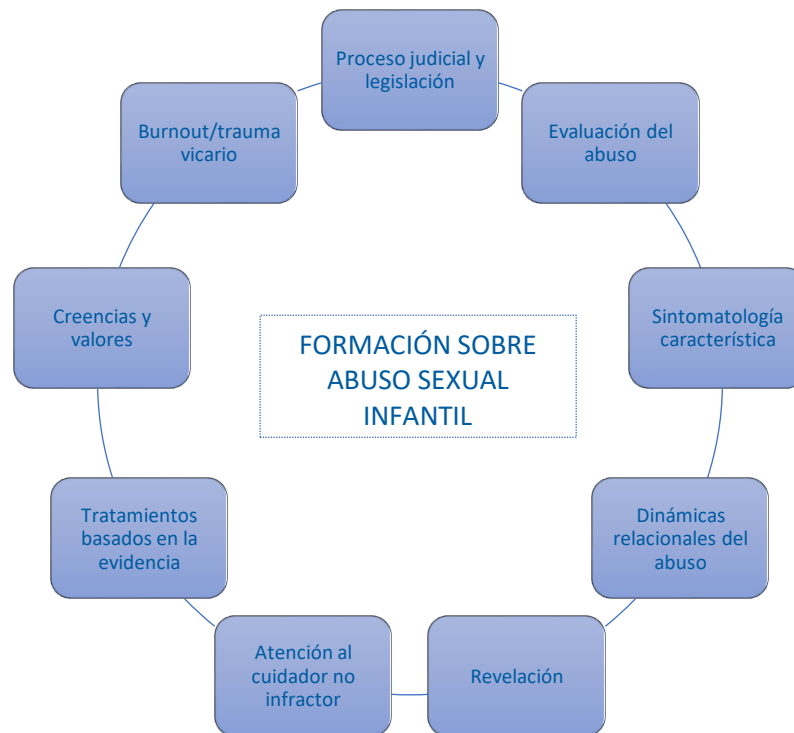 Proceso judicial y
legislación
Evaluación del
abuso
Sintomatología
característica
Dinámicas
relacionales del
abuso
Revelación
Atención al
cuidador no
infractor
Tratamientos
basados en la
evidencia
Creencias y
valores
Burnout/trauma
vicario
FORMACIÓN SOBRE
ABUSO SEXUAL
INFANTIL